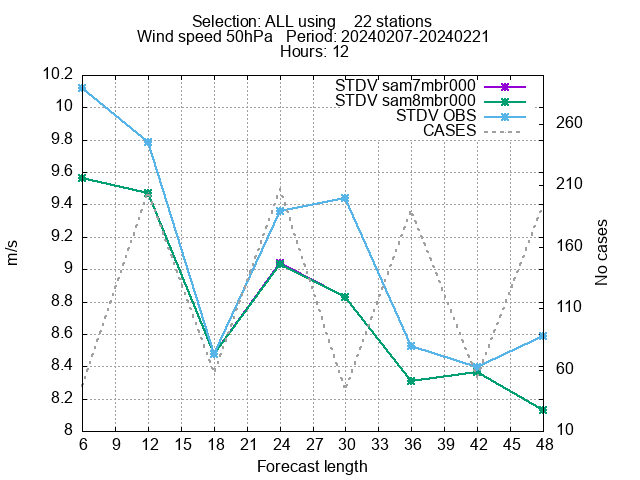 Selection: ALL using    22 stations
Wind speed 50hPa   Period: 20240207-20240221
Hours: 12
STDV sam7mbr000
STDV sam8mbr000
STDV OBS
CASES
10.2
10
9.8
9.6
9.4
9.2
9
8.8
8.6
8.4
8.2
8
m/s
260
210
160
110
60
10
No cases
6 9 12 15 18 21 24 27 30 33 36 39 42 45 48
Forecast length